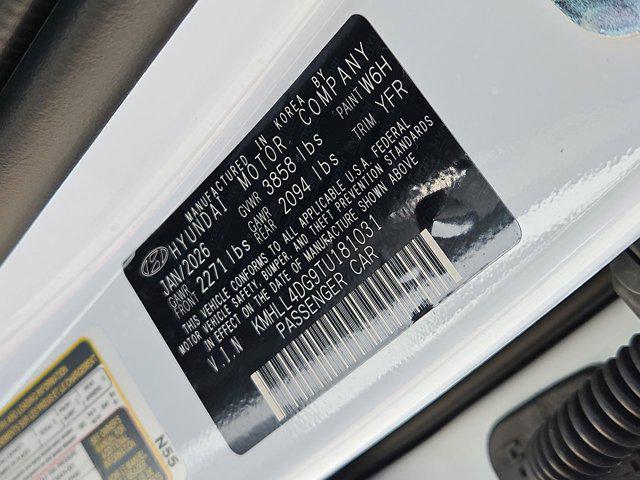 MANUFACTURED IN KOREA BY
HYUNDAI MOTOR COMPANY
JAN/2026 GVWR 3858 lbs PAINT W6H
GAWR FRONT 2271 lbs GAWR REAR 2094 lbs TRIM YFR
THIS VEHICLE CONFORMS TO ALL APPLICABLE U.S.A. FEDERAL
MOTOR VEHICLE SAFETY, BUMPER, AND THEFT PREVENTION STANDARDS
IN EFFECT ON THE DATE OF MANUFACTURE SHOWN ABOVE
V.I.N KMHLL4DG9TU181031
PASSENGER CAR
N55